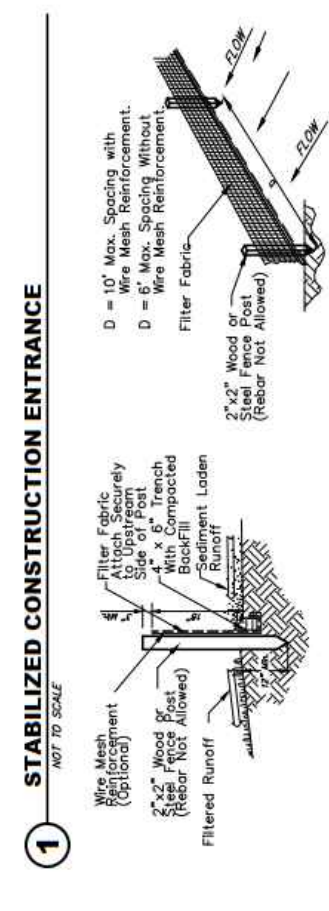 1
STABILIZED CONSTRUCTION ENTRANCE
NOT TO SCALE
Wire Mesh
Reinforcement
(Optional)
2"x2" Wood or
Steel Fence Post
(Rebar Not Allowed)
Filtered Runoff
Filter Fabric
Attach Securely
to Upstream
Side of Post
4" x 6" Trench
With Compacted
BackFill
Sediment Laden
Runoff
D = 10' Max. Spacing with
Wire Mesh Reinforcement.
D = 6' Max. Spacing Without
Wire Mesh Reinforcement.
Filter Fabric
2"x2" Wood or
Steel Fence Post
(Rebar Not Allowed)
D
FLOW
FLOW